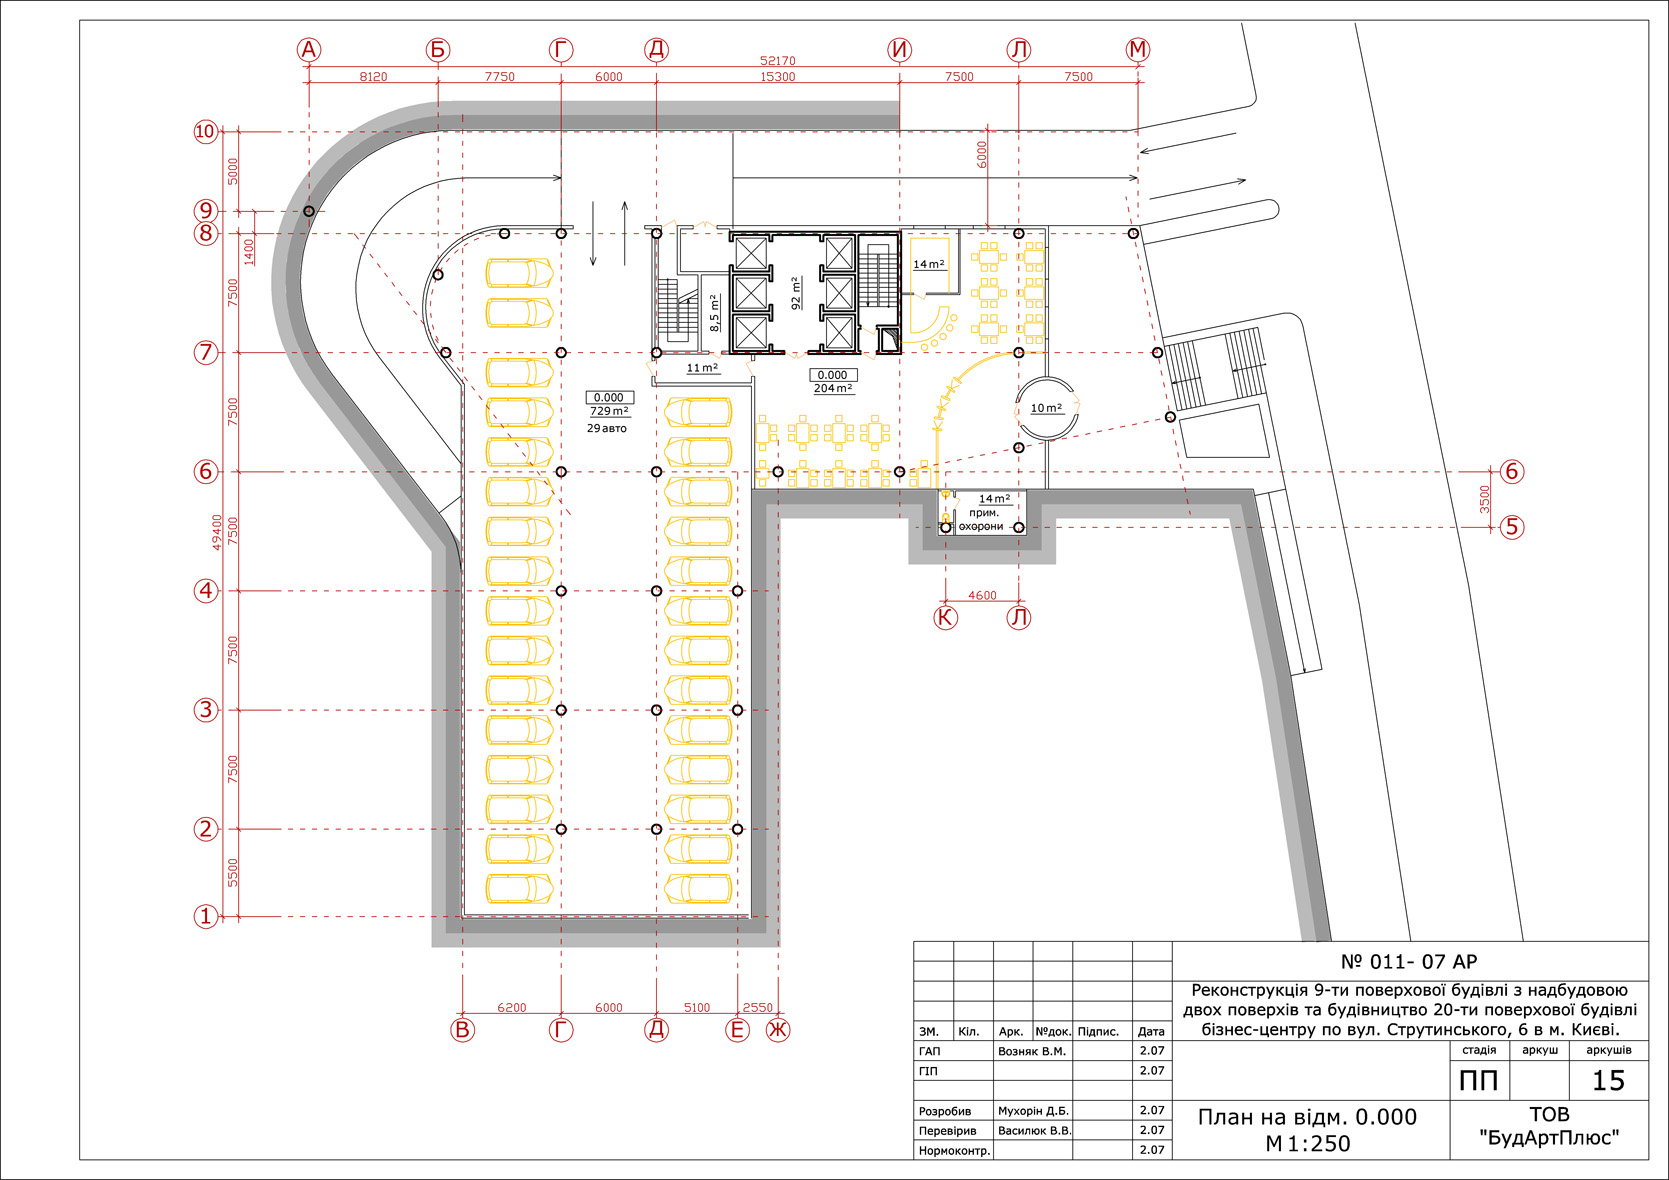 А Б Г Д И Л М
52170
8120 7750 6000 15300 7500 7500
10
5000
6000
9
8
1400
14 m²
7500
8,5 m²
92 m²
7
11 m²
0.000
204 m²
0.000
729 m²
29 авто
10 m²
7500
6 6
3500
14 m²
прим.
охорони
5
49400
7500
4
4600
К Л
7500
3
7500
2
5500
1
6200 6000 5100 2550
В Г Д Е Ж
№ 011- 07 АР
Реконструкція 9-ти поверхової будівлі з надбудовою
двох поверхів та будівництво 20-ти поверхової будівлі
бізнес-центру по вул. Струтинського, 6 в м. Києві.
ЗМ. Кіл. Арк. №док. Підпис. Дата
ГАП Возняк В.М. 2.07
стадія аркуш аркушів
ГІП 2.07
ПП 15
Розробив Мухорін Д.Б. 2.07
Перевірив Василюк В.В. 2.07
Нормоконтр. 2.07
План на відм. 0.000
М 1:250
ТОВ
"БудАртПлюс"